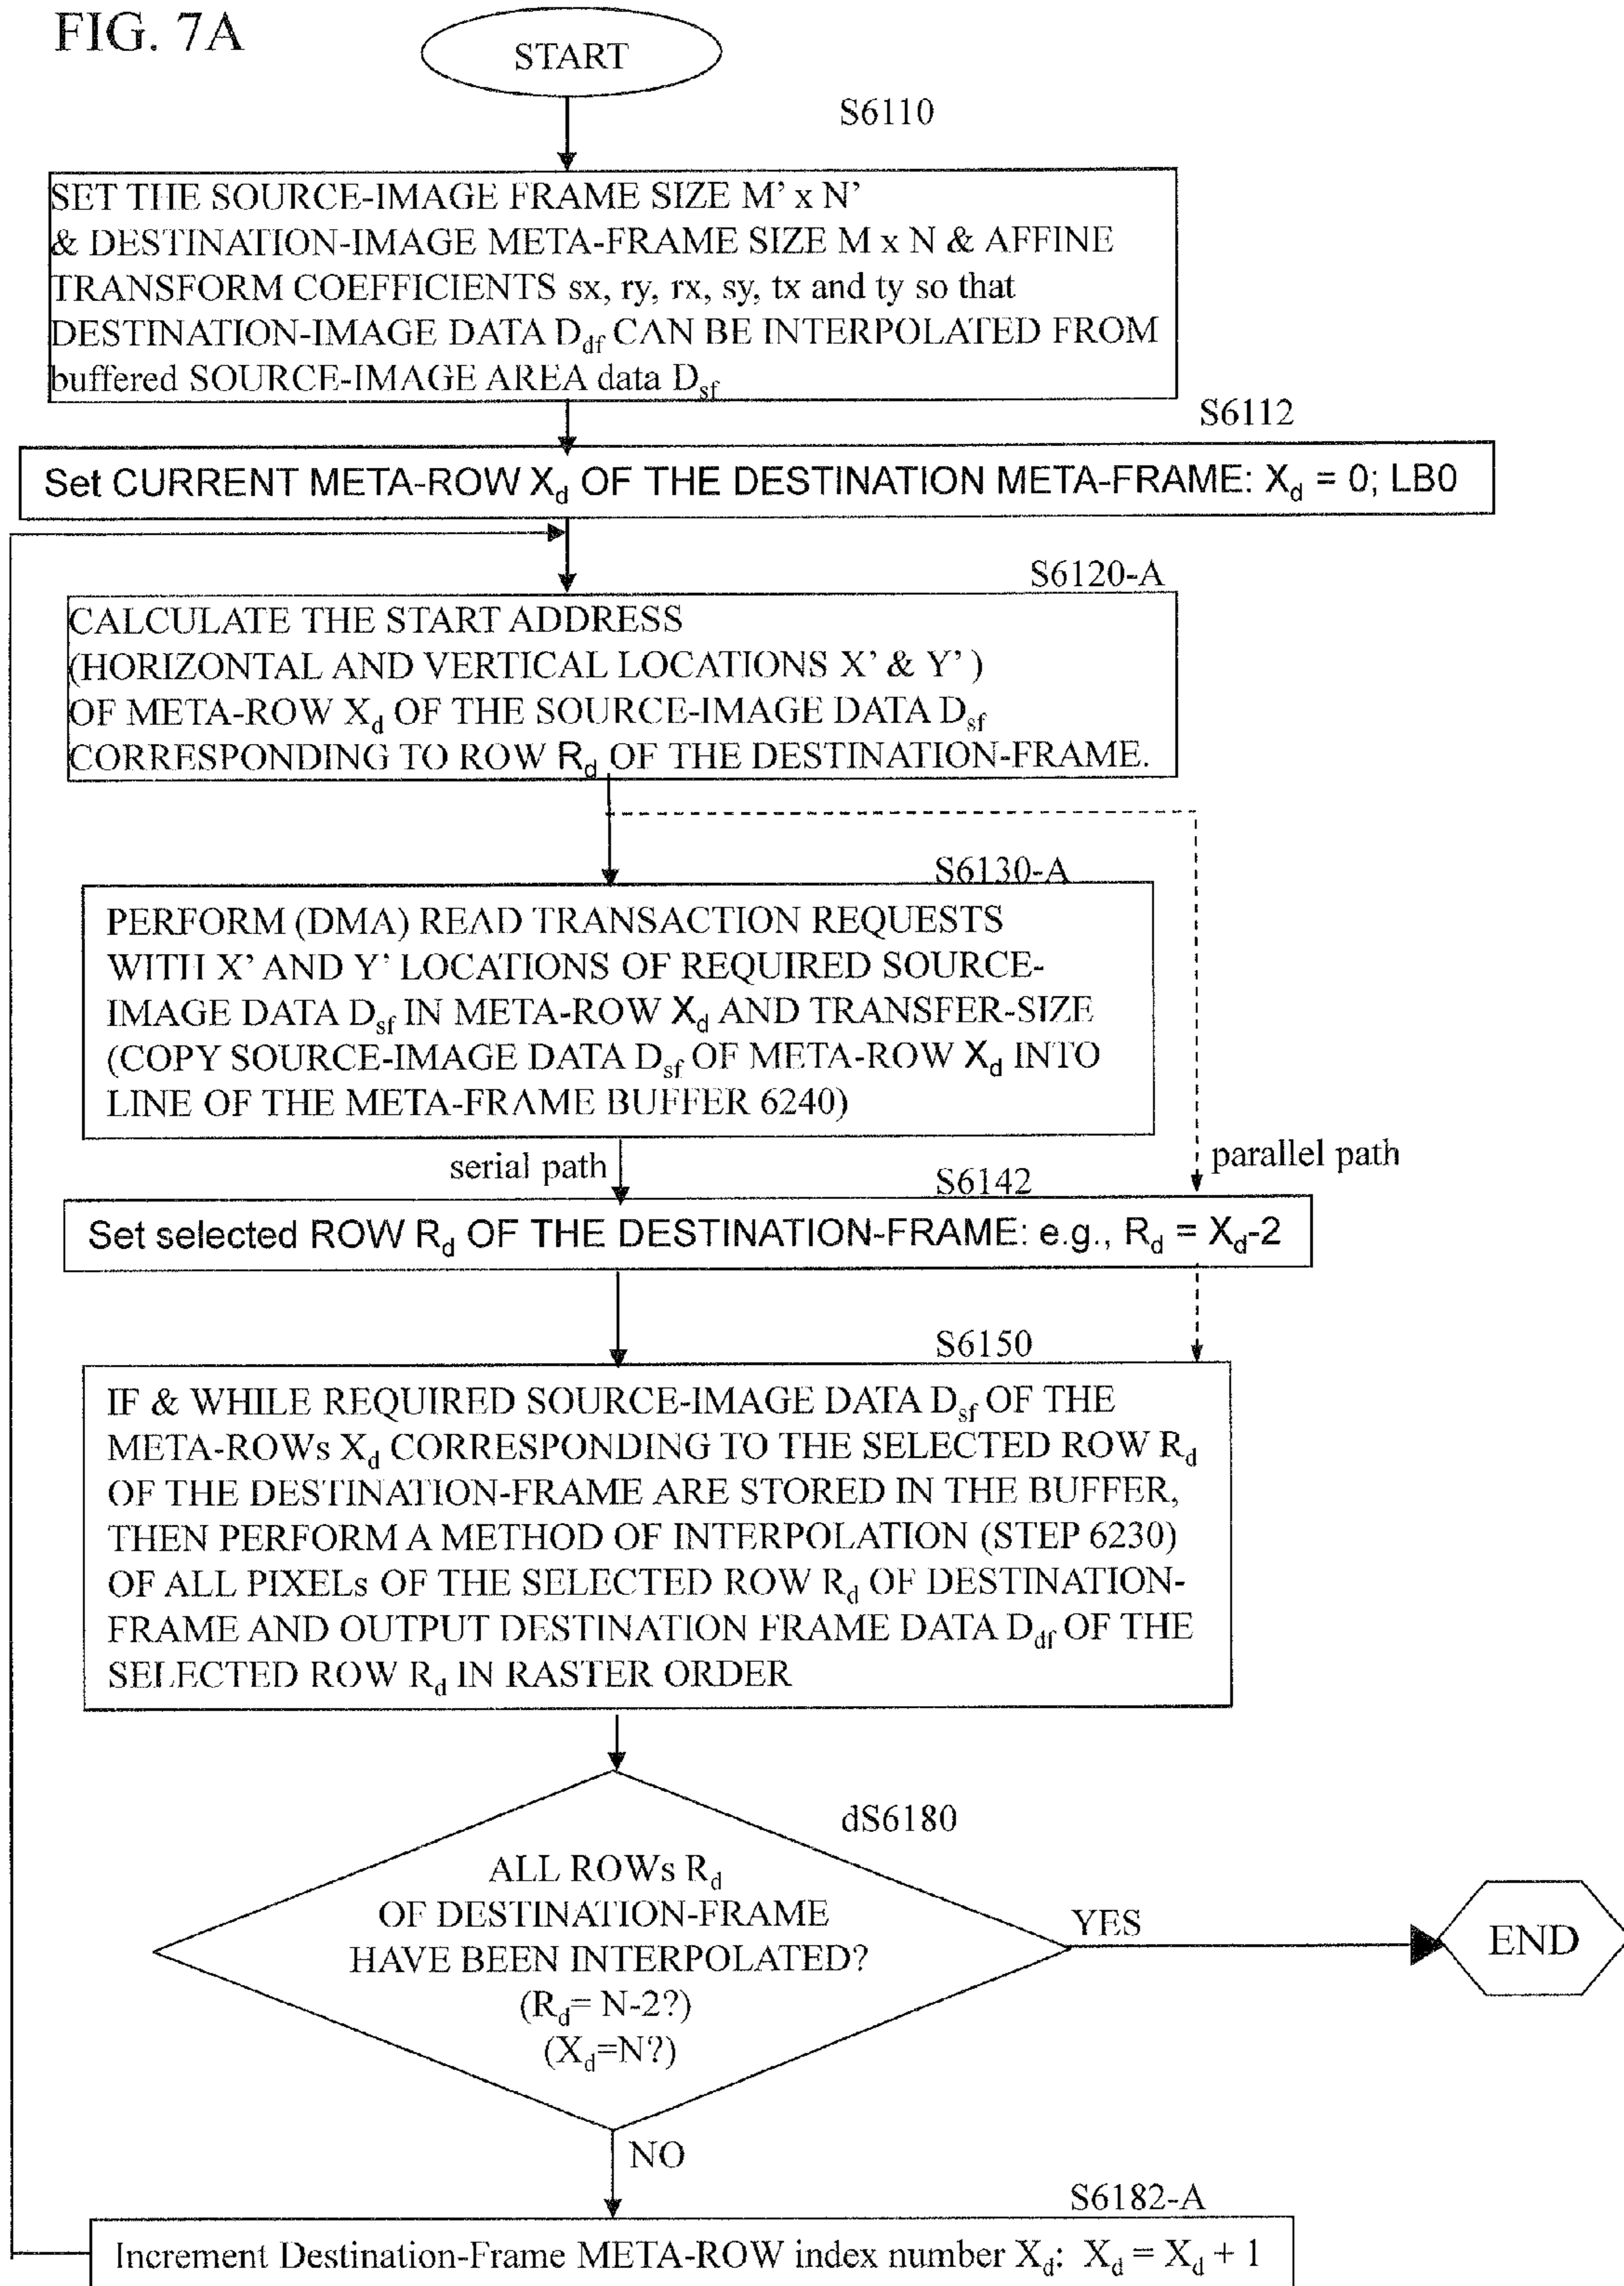 FIG. 7A
START
S6110
SET THE SOURCE-IMAGE FRAME SIZE M' x N'
& DESTINATION-IMAGE META-FRAME SIZE M x N & AFFINE
TRANSFORM COEFFICIENTS sx, ry, rx, sy, tx and ty so that
DESTINATION-IMAGE DATA Ddf CAN BE INTERPOLATED FROM
buffered SOURCE-IMAGE AREA data Dsf
S6112
Set CURRENT META-ROW Xd OF THE DESTINATION META-FRAME: Xd = 0; LB0
S6120-A
CALCULATE THE START ADDRESS
(HORIZONTAL AND VERTICAL LOCATIONS X' & Y' )
OF META-ROW Xd OF THE SOURCE-IMAGE DATA Dsf
CORRESPONDING TO ROW Rd OF THE DESTINATION-FRAME.
S6130-A
PERFORM (DMA) READ TRANSACTION REQUESTS
WITH X' AND Y' LOCATIONS OF REQUIRED SOURCE-
IMAGE DATA Dsf IN META-ROW Xd AND TRANSFER-SIZE
(COPY SOURCE-IMAGE DATA Dsf OF META-ROW Xd INTO
LINE OF THE META-FRAME BUFFER 6240)
serial path
parallel path
S6142
Set selected ROW Rd OF THE DESTINATION-FRAME: e.g., Rd = Xd-2
S6150
IF & WHILE REQUIRED SOURCE-IMAGE DATA Dsf OF THE
META-ROWs Xd CORRESPONDING TO THE SELECTED ROW Rd
OF THE DESTINATION-FRAME ARE STORED IN THE BUFFER,
THEN PERFORM A METHOD OF INTERPOLATION (STEP 6230)
OF ALL PIXELs OF THE SELECTED ROW Rd OF DESTINATION-
FRAME AND OUTPUT DESTINATION FRAME DATA Ddf OF THE
SELECTED ROW Rd IN RASTER ORDER
dS6180
ALL ROWs Rd
OF DESTINATION-FRAME
HAVE BEEN INTERPOLATED?
(Rd= N-2?)
(Xd=N?)
YES
END
NO
S6182-A
Increment Destination-Frame META-ROW index number Xd: Xd = Xd + 1